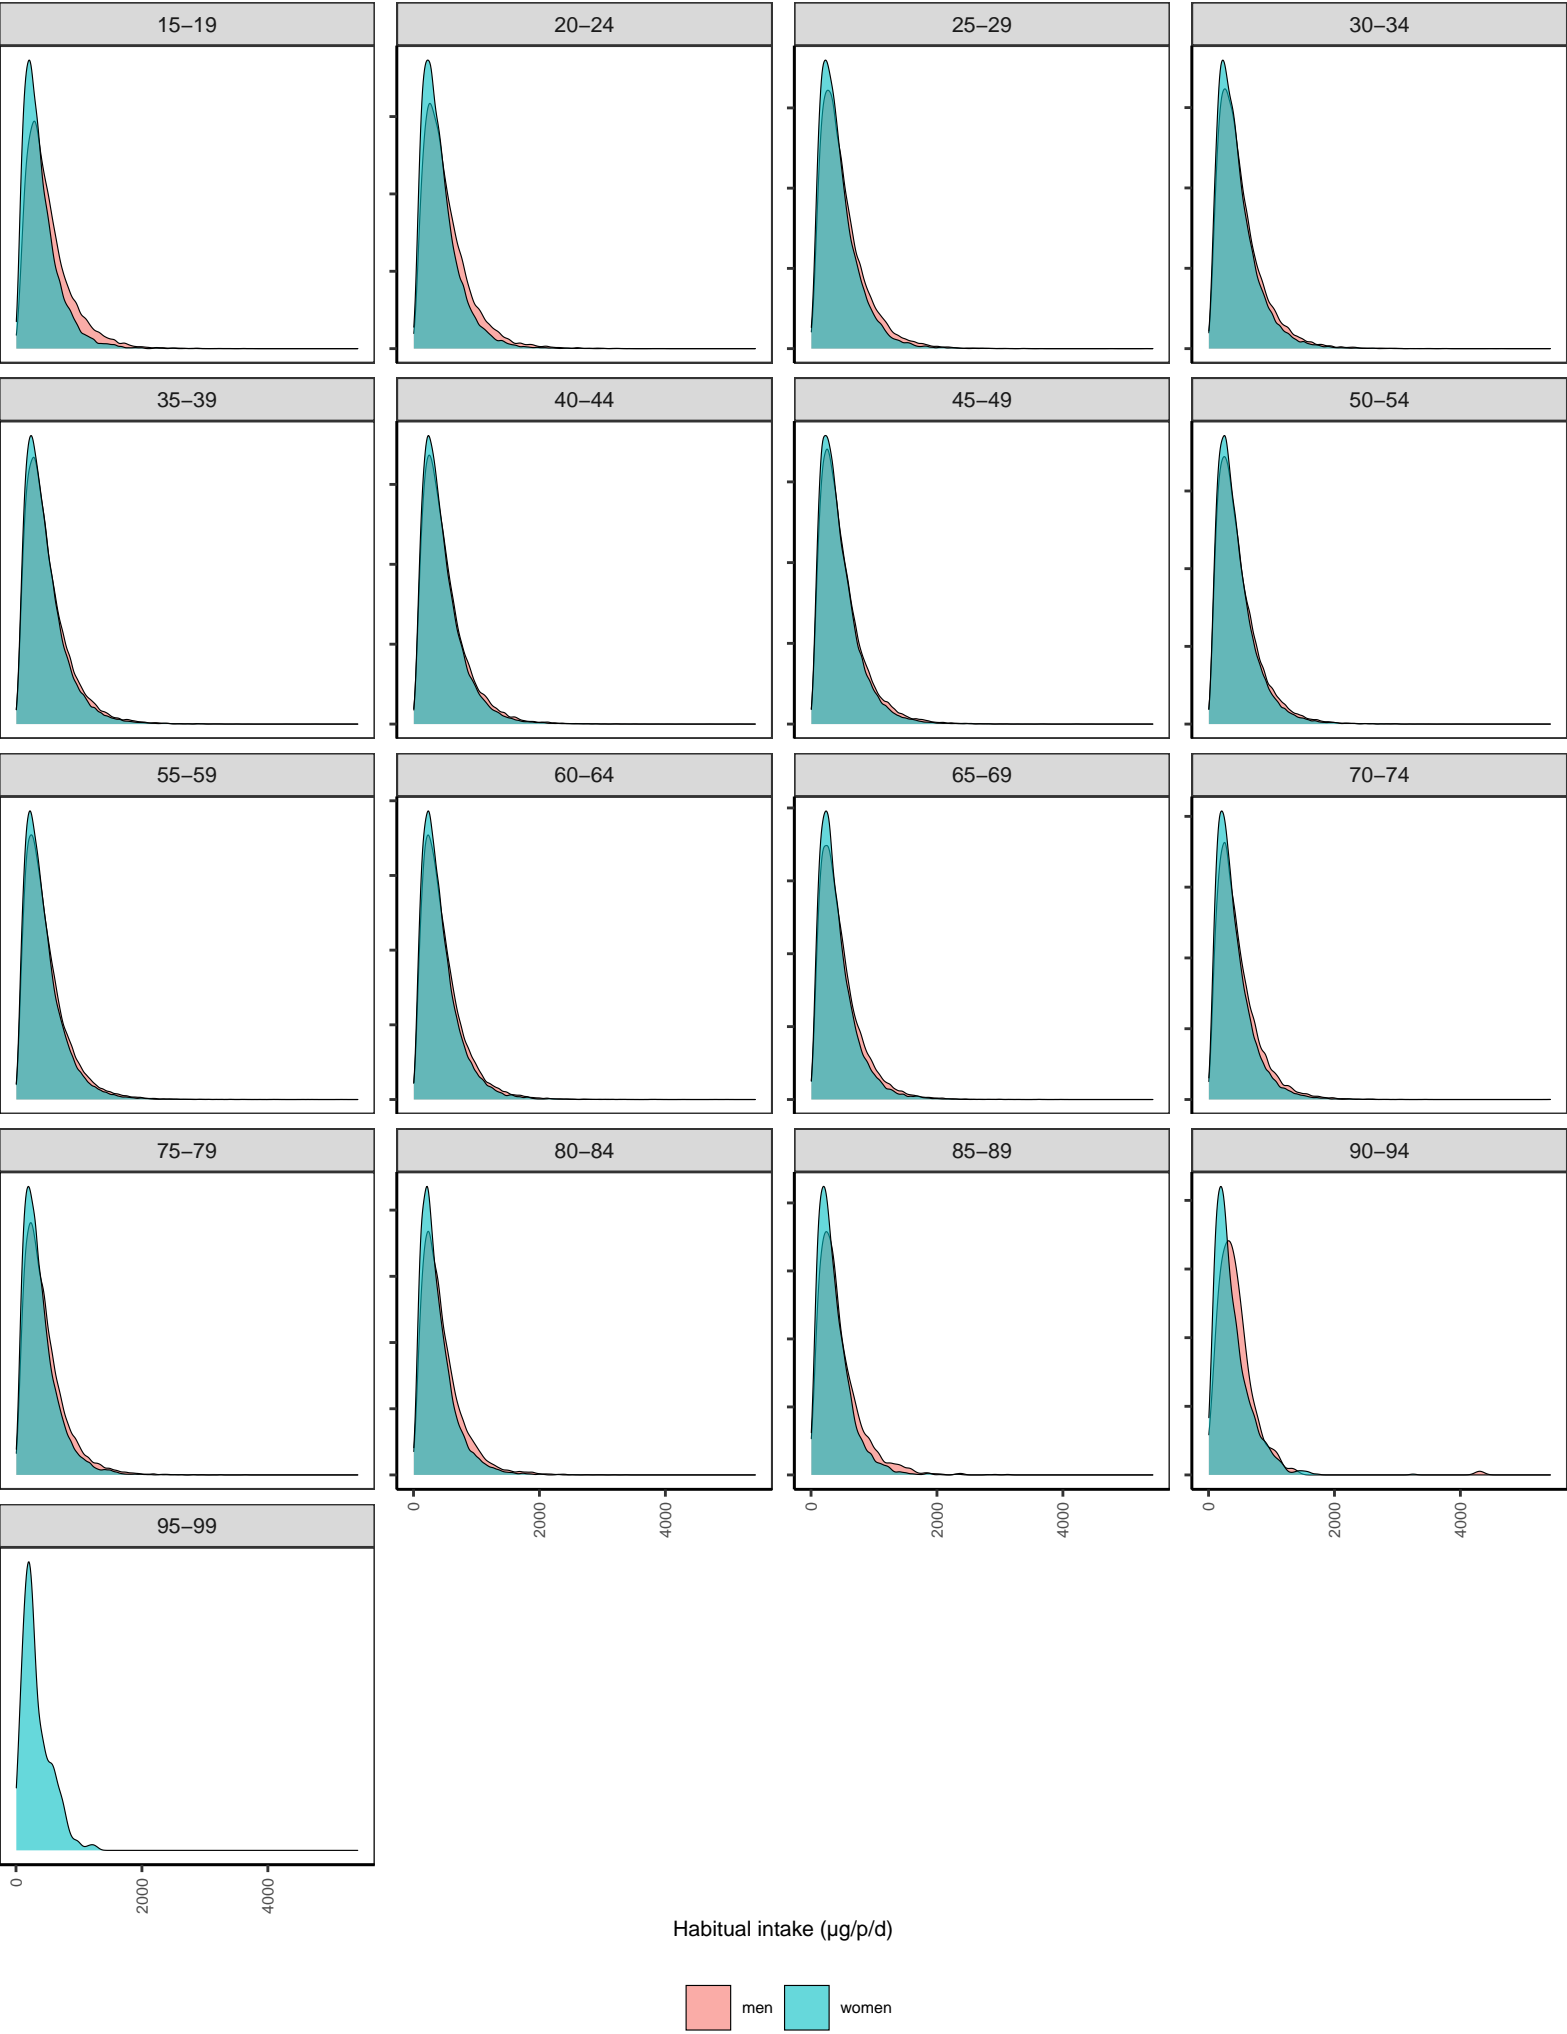 15–19 20–24 25–29 30–34
35–39 40–44 45–49 50–54
55–59 60–64 65–69 70–74
75–79 80–84 85–89 90–94
0 2000 4000 0 2000 4000 0 2000 4000
95–99
0 2000 4000
Habitual intake (µg/p/d)
men women